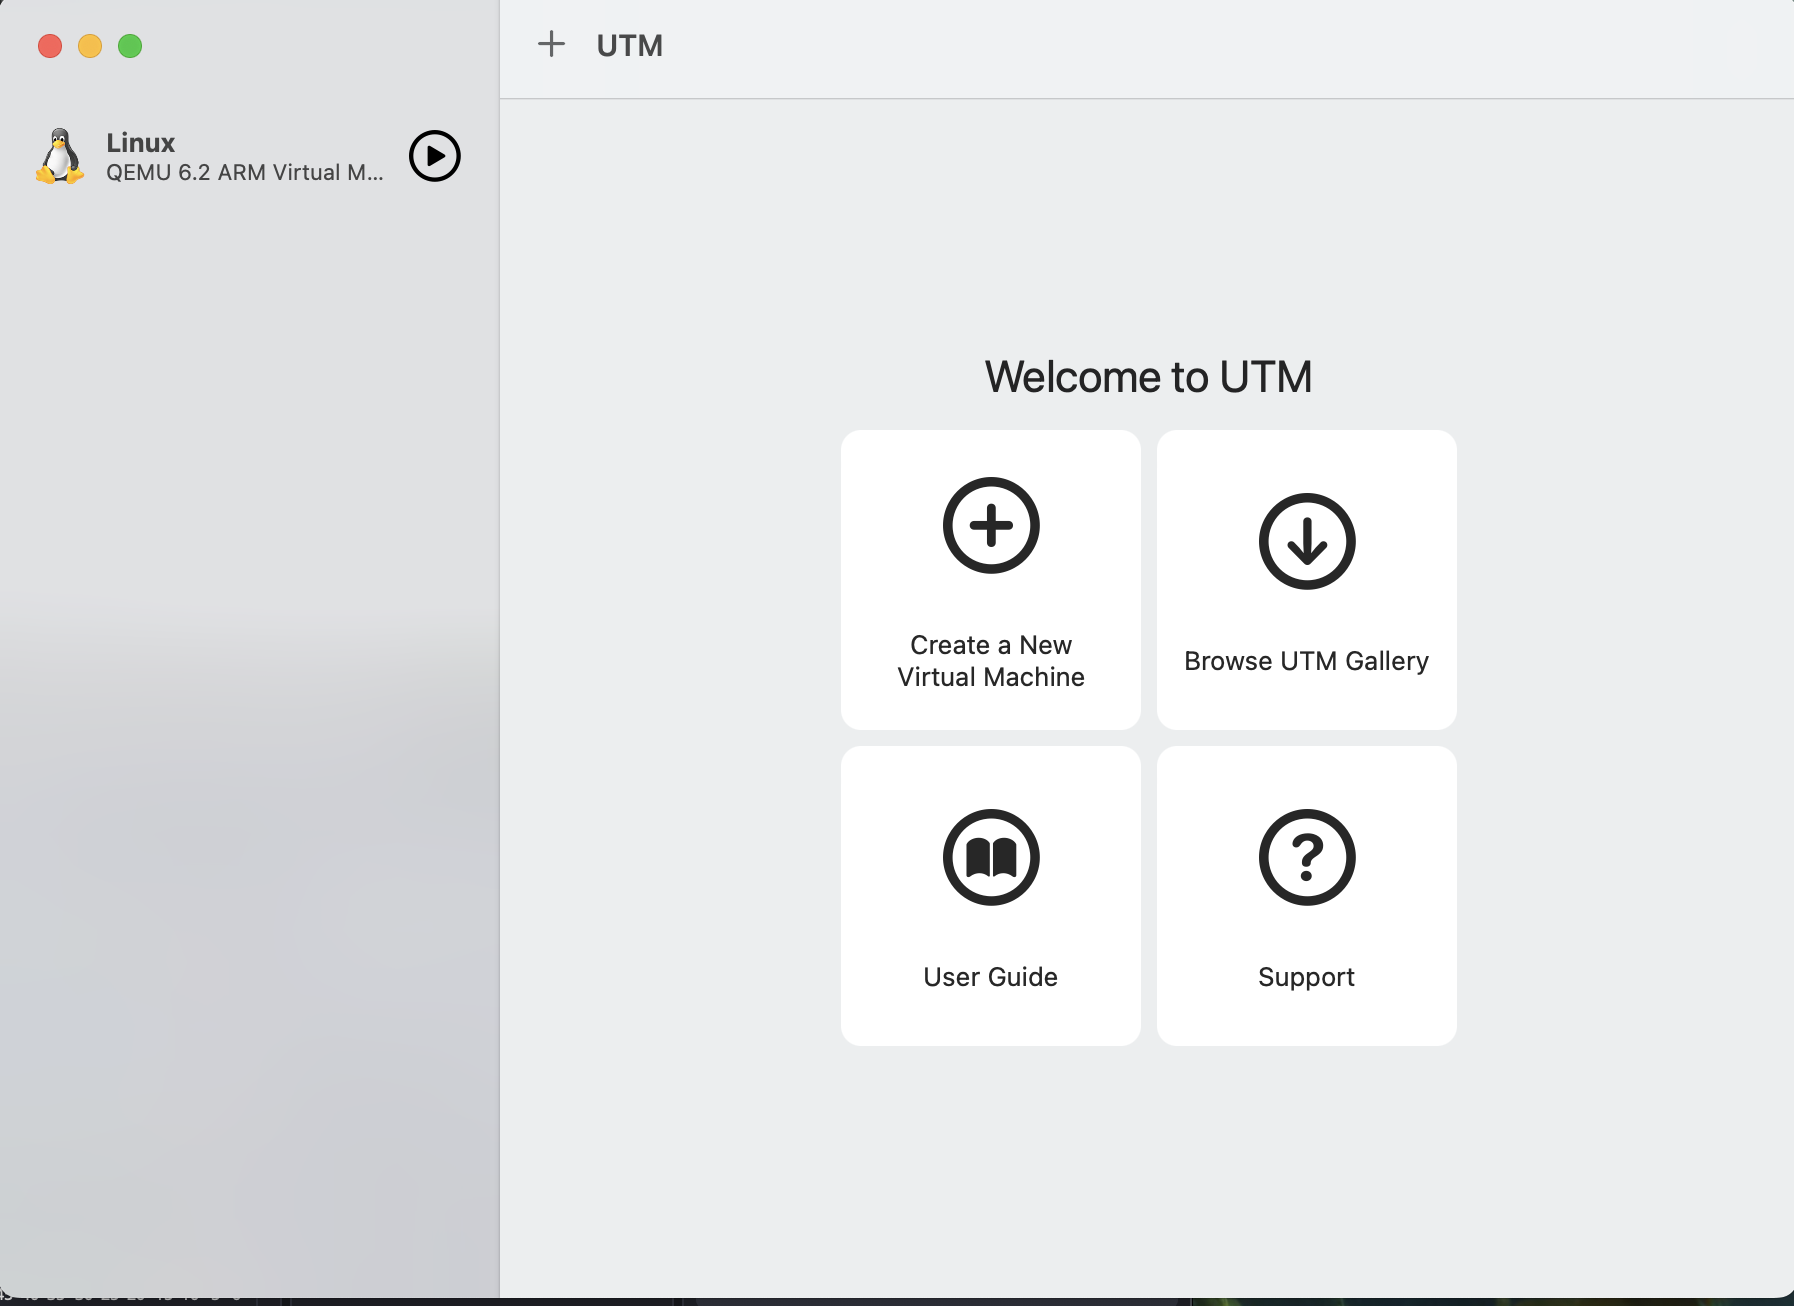 UTM
Linux
QEMU 6.2 ARM Virtual M...
Welcome to UTM
Create a New
Virtual Machine
Browse UTM Gallery
User Guide
Support